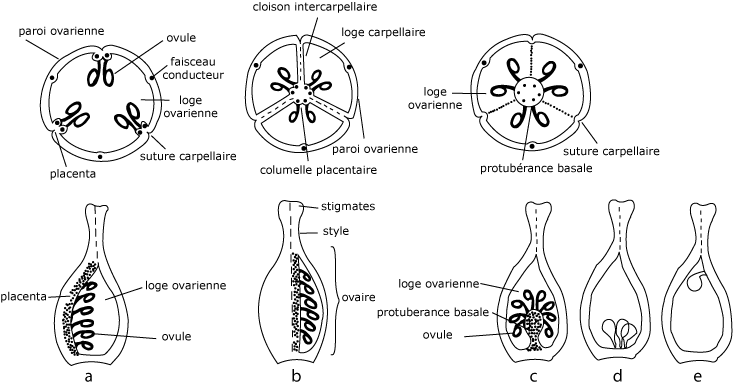 cloison intercarpellaire
paroi ovarienne
ovule
loge carpellaire
faisceau
conducteur
loge
ovarienne
loge
ovarienne
paroi ovarienne
suture carpellaire
suture carpellaire
placenta
columelle placentaire
protubérance basale
stigmates
style
loge ovarienne
loge ovarienne
placenta
ovaire
protuberance basale
ovule
ovule
a
b
c
d
e